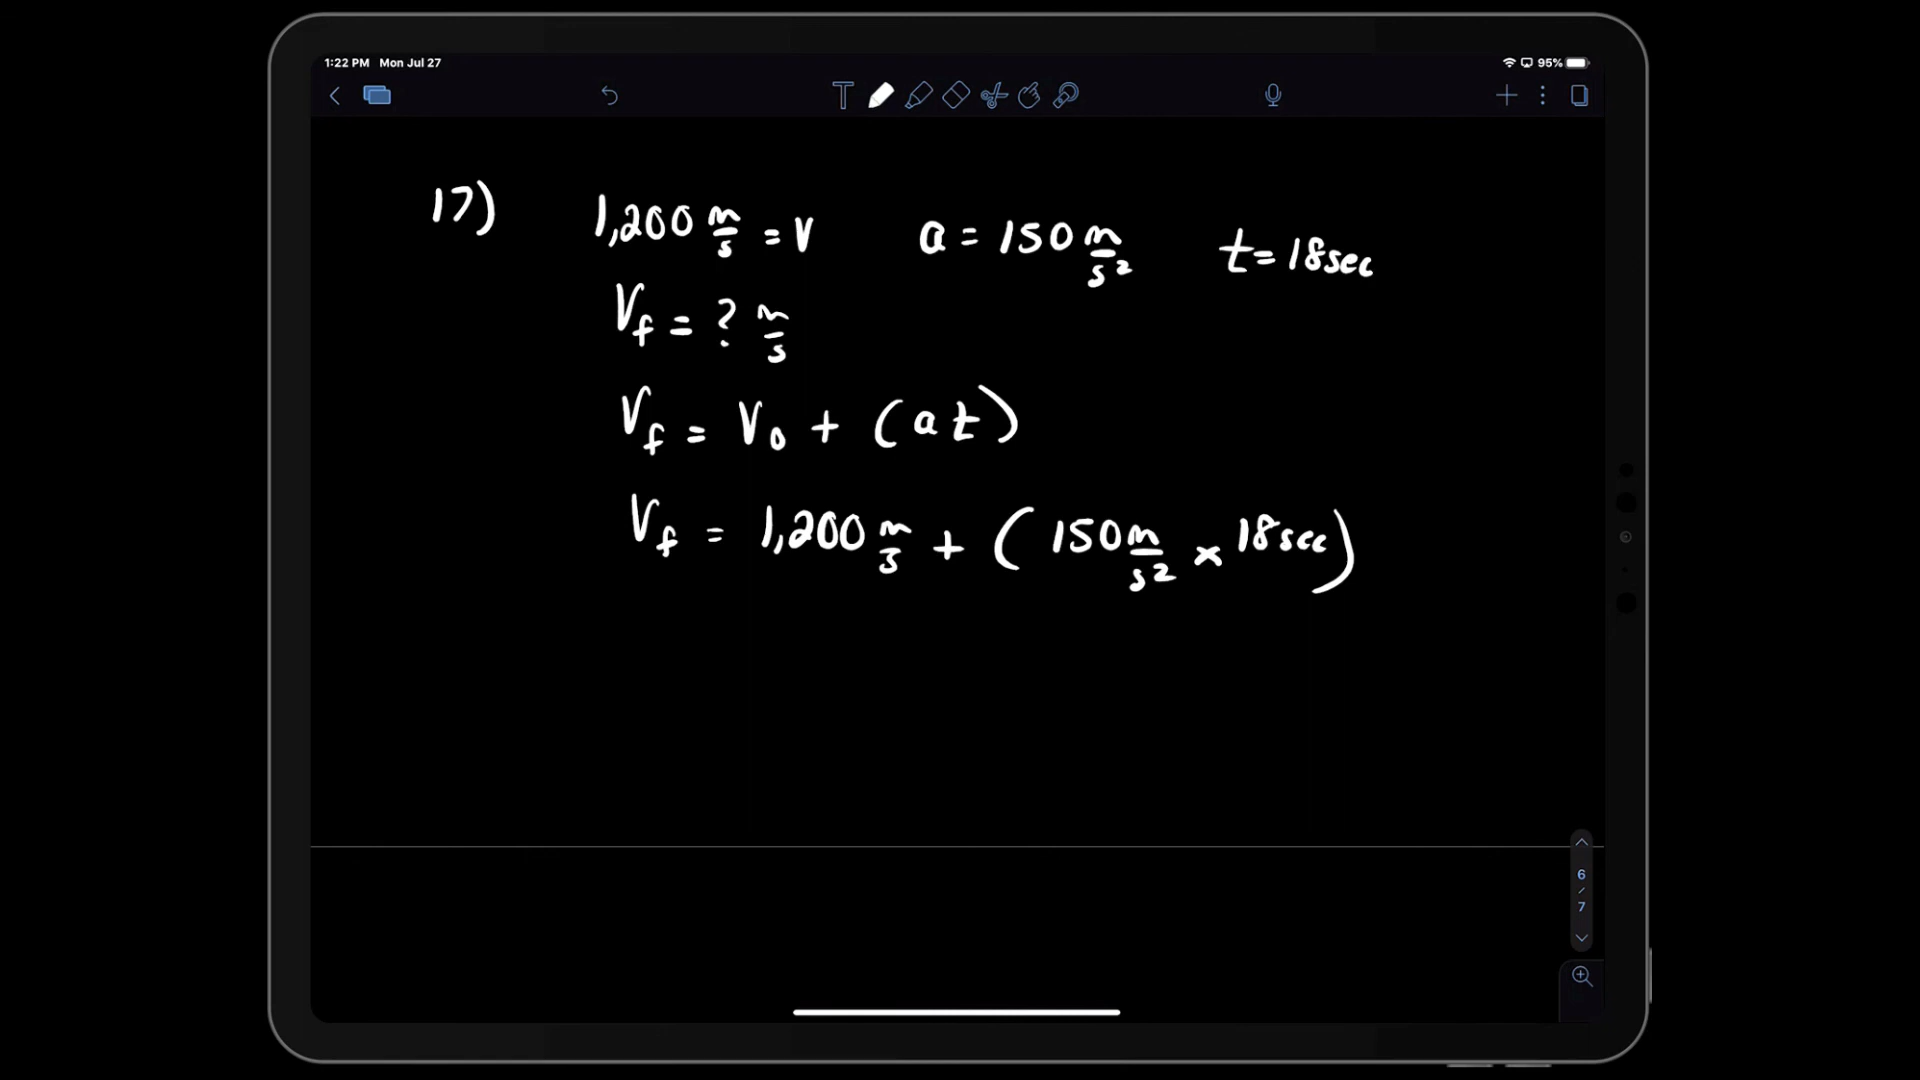 1:22 PM Mon Jul 27
95%
T
17) 1,200 m/s = V a = 150 m/s² t = 18sec
Vf = ? m/s
Vf = V₀ + (at)
Vf = 1,200 m/s + (150 m/s² × 18sec)
6
/
7